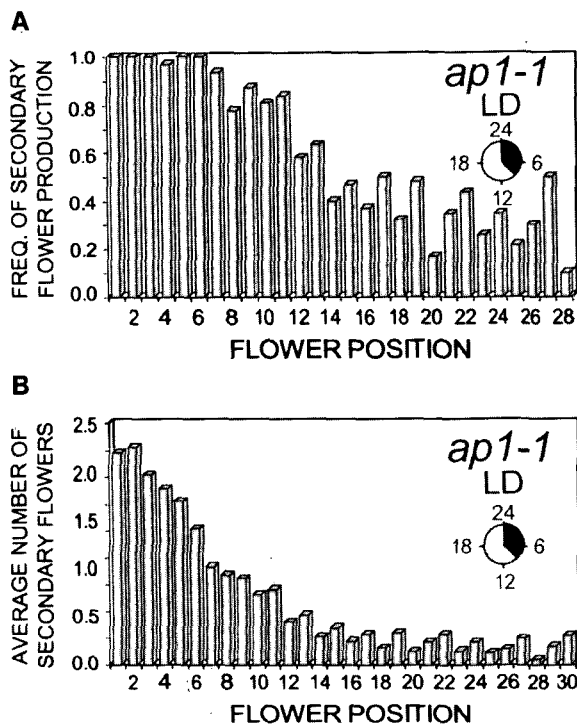 A
FREQ. OF SECONDARY
FLOWER PRODUCTION
1.0
0.8
0.6
0.4
0.2
0.0
ap1-1
LD
24
18
6
12
2 4 6 8 10 12 14 16 18 20 22 24 26 28
FLOWER POSITION
B
AVERAGE NUMBER OF
SECONDARY FLOWERS
2.5
2.0
1.5
1.0
0.5
0.0
ap1-1
LD
24
18
6
12
2 4 6 8 10 12 14 16 18 20 22 24 26 28 30
FLOWER POSITION